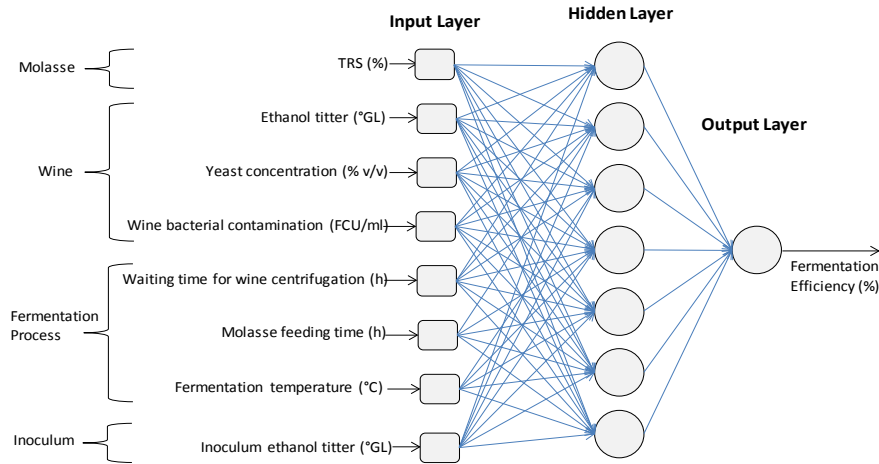 Input Layer
Hidden Layer
Output Layer
Molasse
TRS (%)
Wine
Ethanol titter (°GL)
Yeast concentration (% v/v)
Wine bacterial contamination (FCU/ml)
Fermentation
Process
Waiting time for wine centrifugation (h)
Molasse feeding time (h)
Fermentation temperature (°C)
Inoculum
Inoculum ethanol titter (°GL)
Fermentation
Efficiency (%)